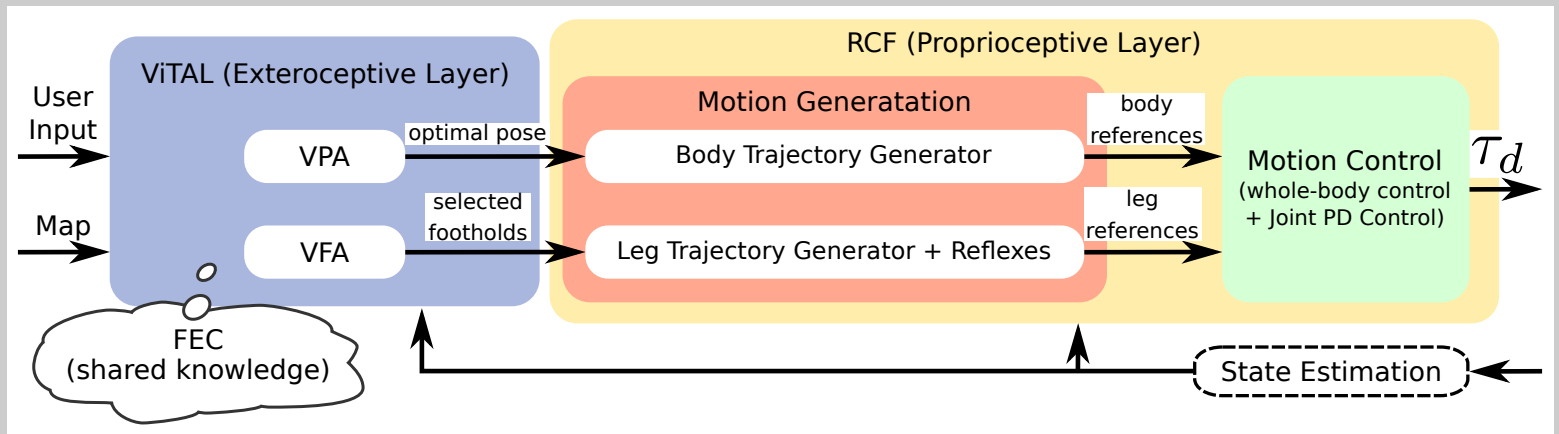 User
Input
Map
ViTAL (Exteroceptive Layer)
VPA
VFA
FEC
(shared knowledge)
optimal pose
selected
footholds
RCF (Proprioceptive Layer)
Motion Generatation
Body Trajectory Generator
Leg Trajectory Generator + Reflexes
body
references
leg
references
Motion Control
(whole-body control
+ Joint PD Control)
τ_d
State Estimation